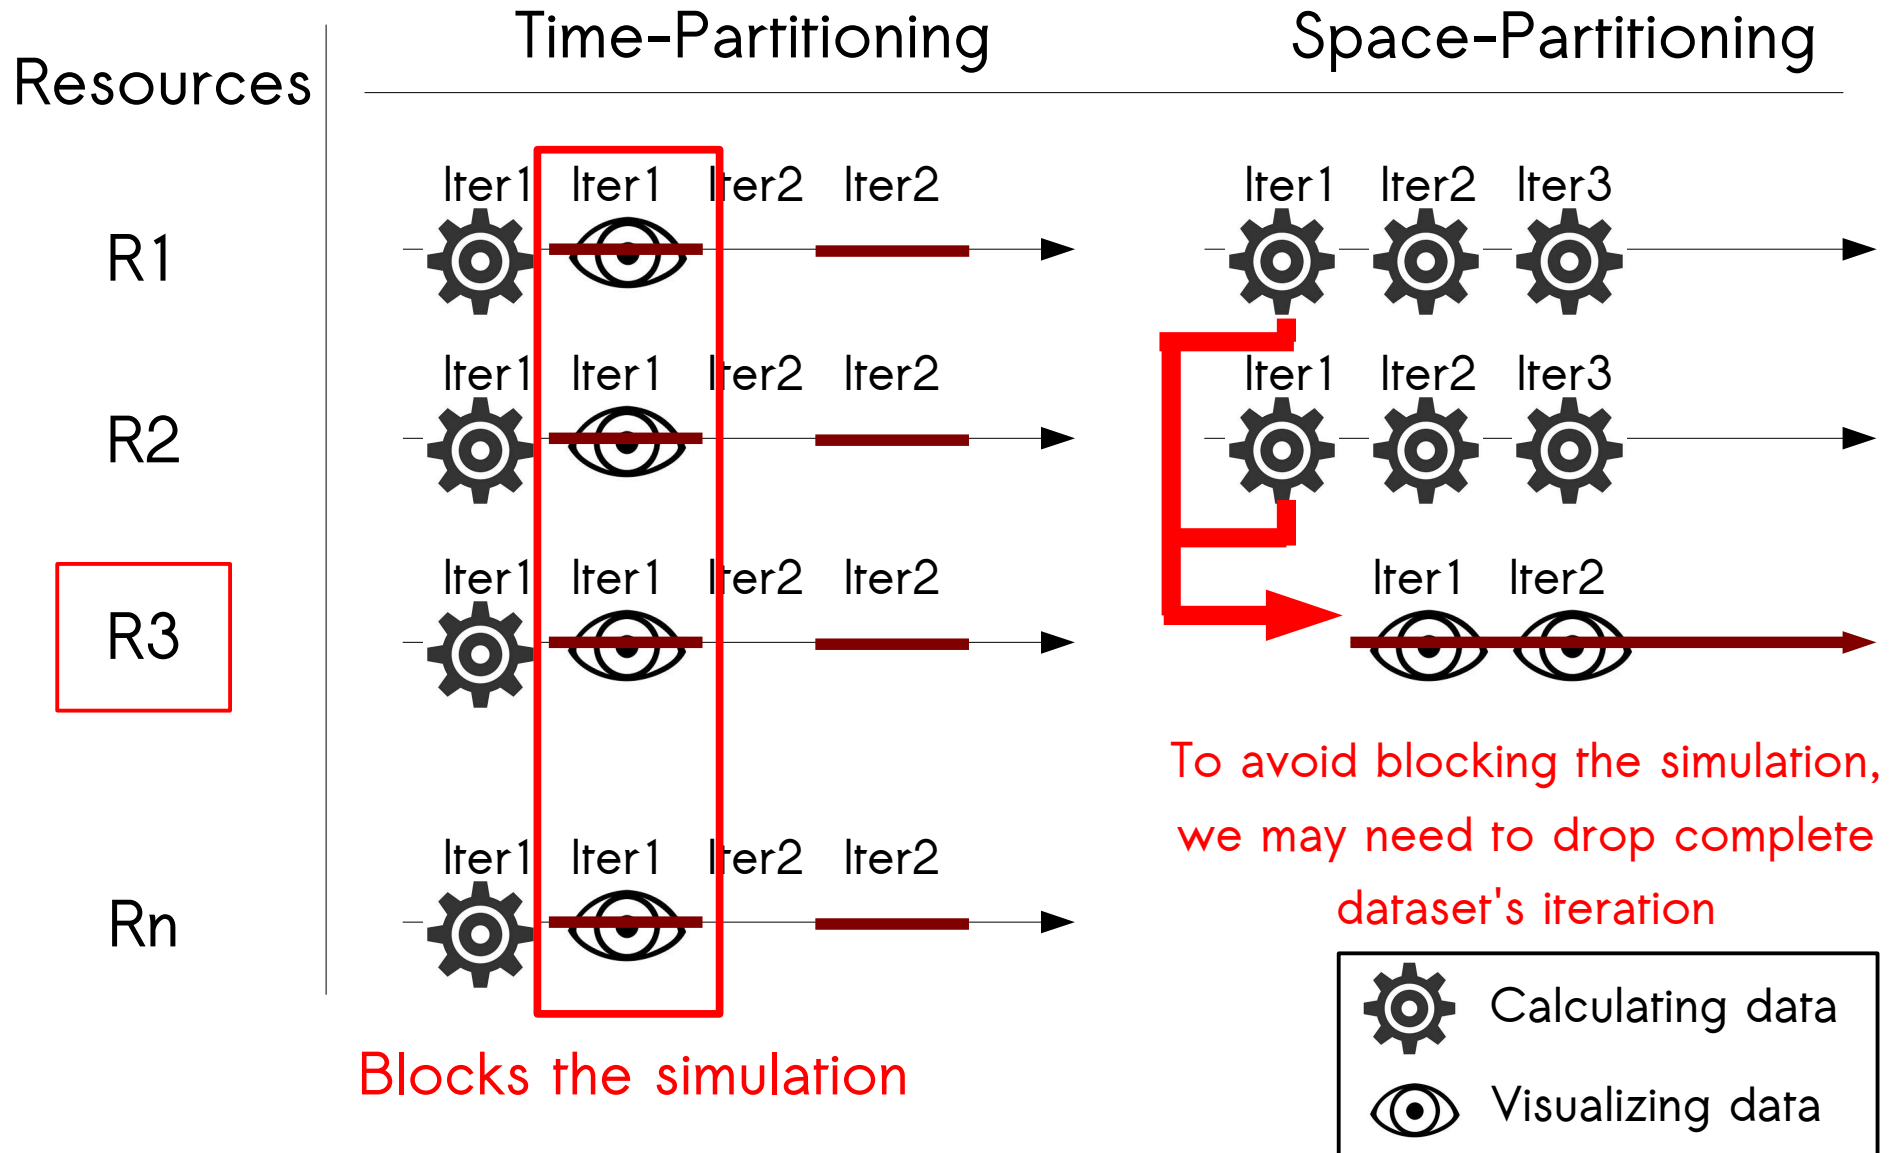 Time-Partitioning Space-Partitioning
Resources
Iter1 Iter1 Iter2 Iter2 Iter1 Iter2 Iter3
R1
Iter1 Iter1 Iter2 Iter2 Iter1 Iter2 Iter3
R2
Iter1 Iter1 Iter2 Iter2 Iter1 Iter2
R3
To avoid blocking the simulation,
we may need to drop complete
dataset's iteration
Iter1 Iter1 Iter2 Iter2
Rn
Calculating data
Blocks the simulation
Visualizing data